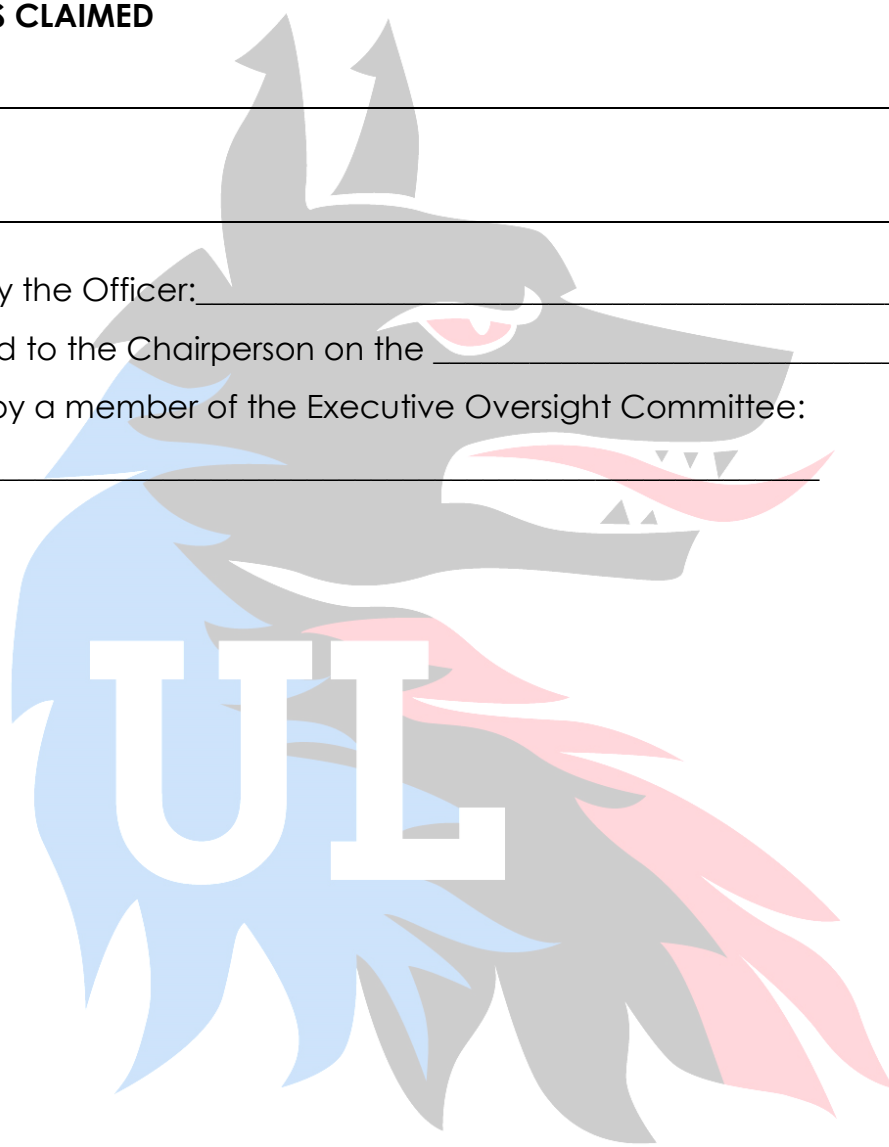 S CLAIMED
y the Officer:
d to the Chairperson on the
by a member of the Executive Oversight Committee:
UL